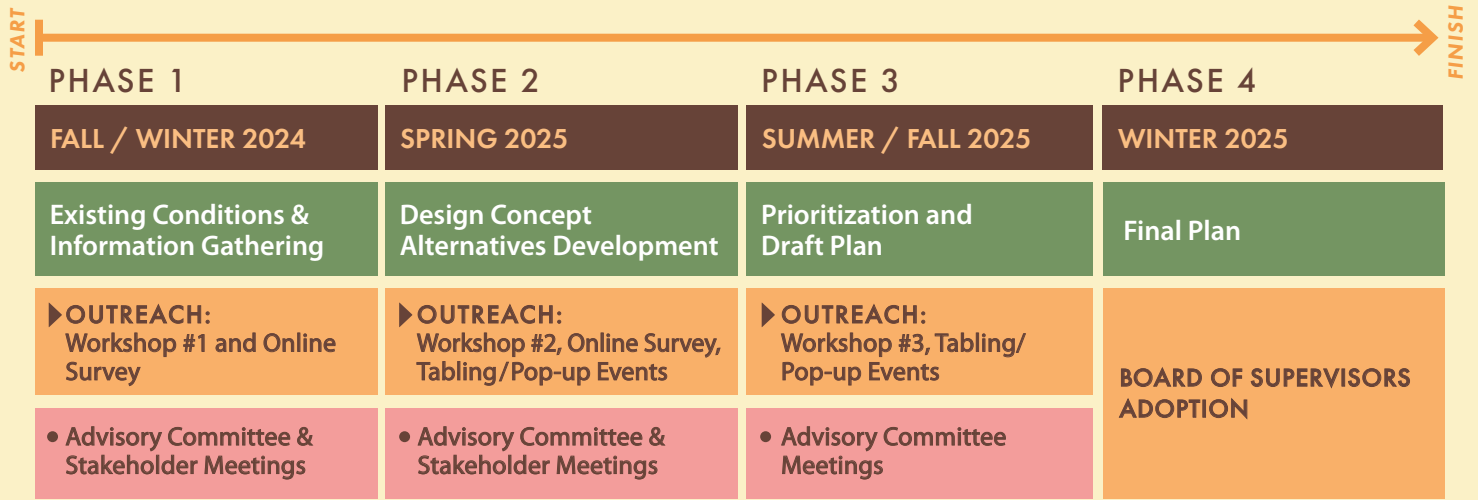 START
FINISH
PHASE 1
FALL / WINTER 2024
Existing Conditions &
Information Gathering
OUTREACH:
Workshop #1 and Online
Survey
• Advisory Committee &
Stakeholder Meetings
PHASE 2
SPRING 2025
Design Concept
Alternatives Development
OUTREACH:
Workshop #2, Online Survey,
Tabling/Pop-up Events
• Advisory Committee &
Stakeholder Meetings
PHASE 3
SUMMER / FALL 2025
Prioritization and
Draft Plan
OUTREACH:
Workshop #3, Tabling/
Pop-up Events
• Advisory Committee
Meetings
PHASE 4
WINTER 2025
Final Plan
BOARD OF SUPERVISORS
ADOPTION